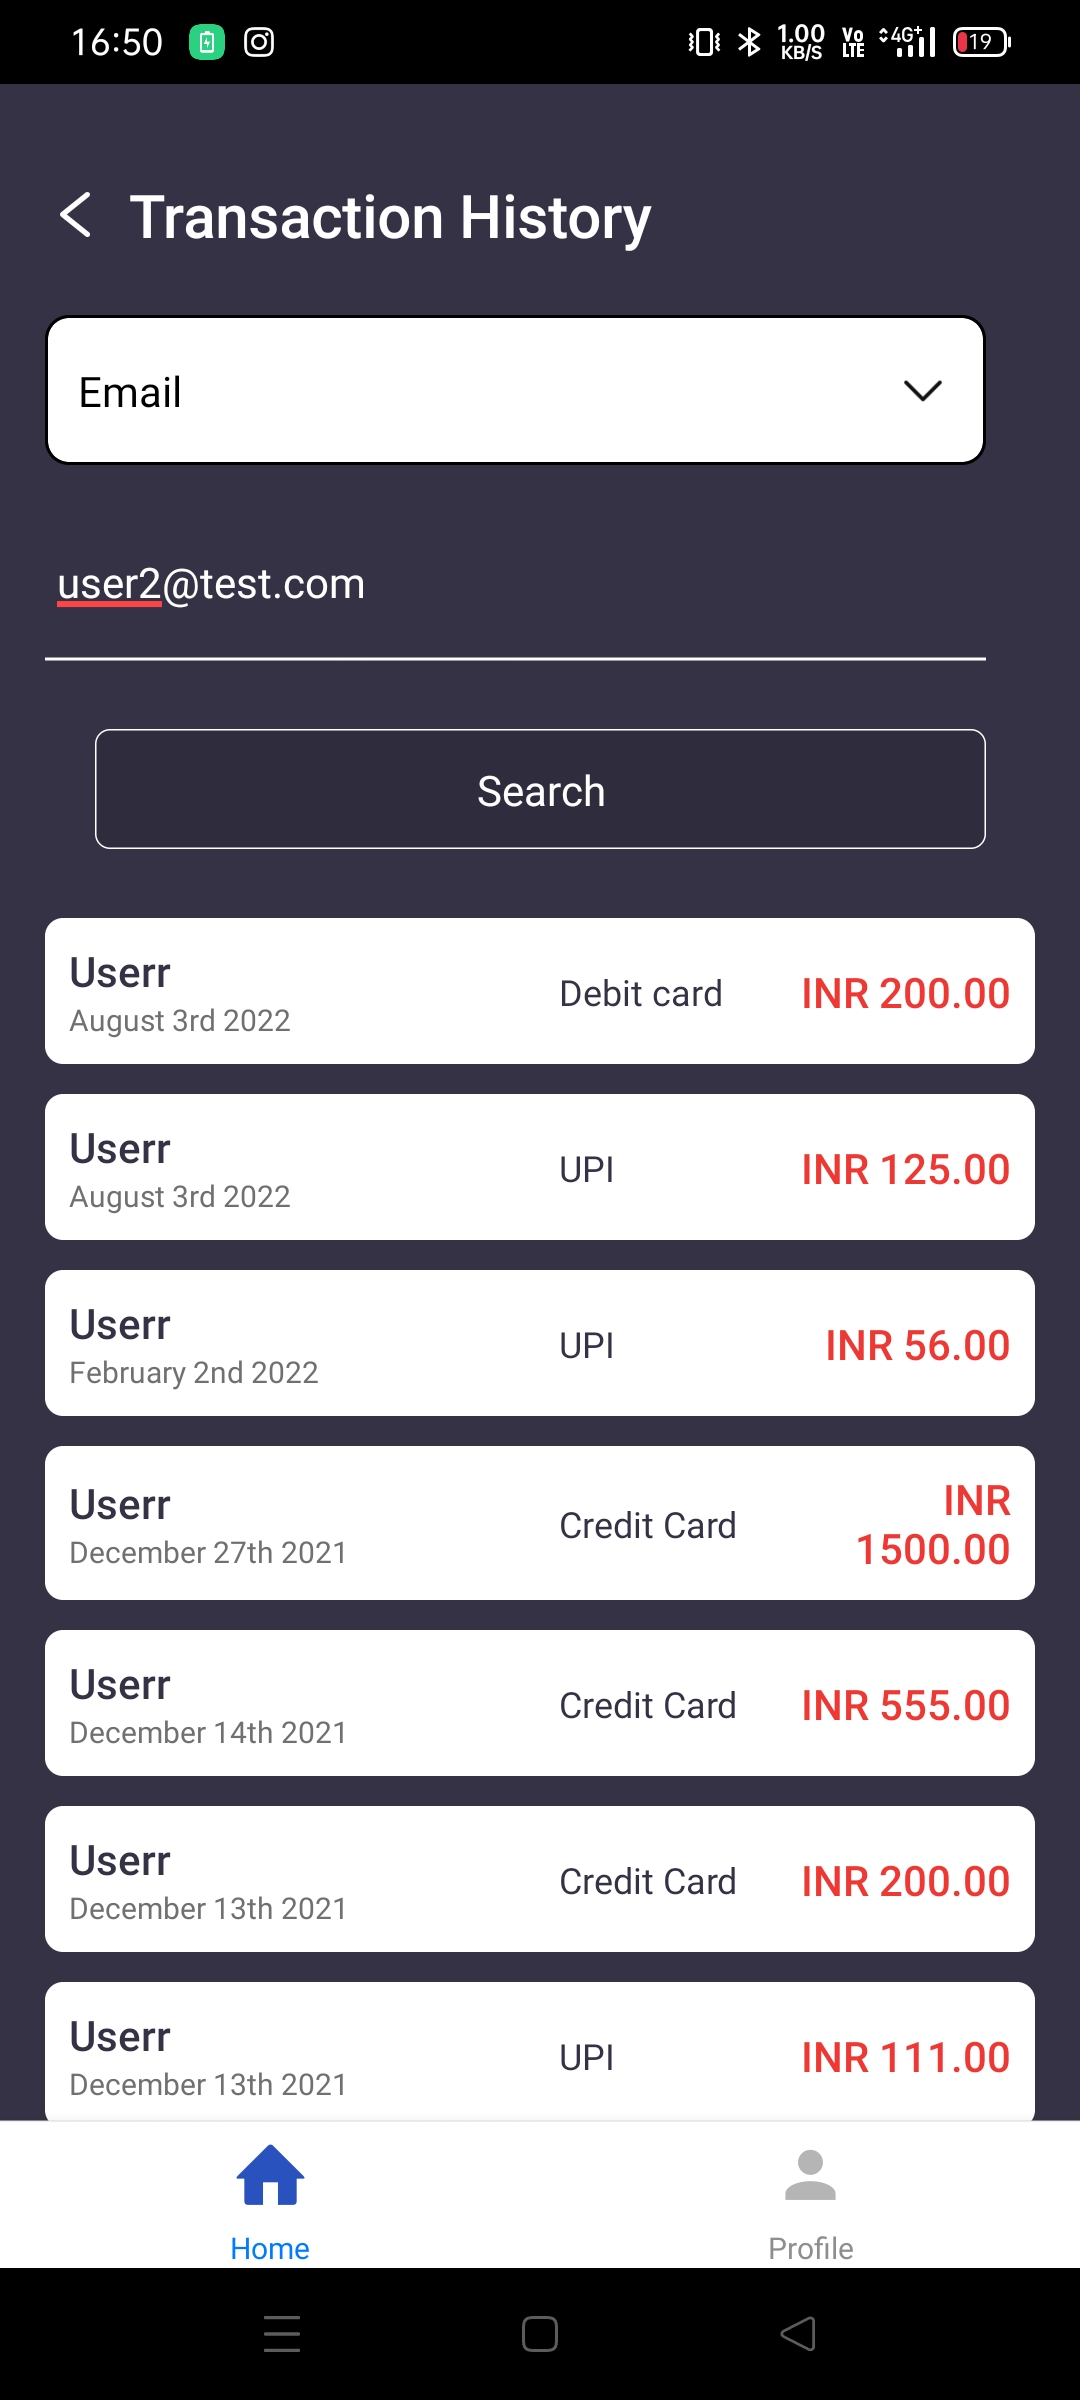 16:50 1.00 KB/S Vo LTE 4G+ 19
Transaction History
Email
user2@test.com
Search
Userr
August 3rd 2022
Debit card
INR 200.00
Userr
August 3rd 2022
UPI
INR 125.00
Userr
February 2nd 2022
UPI
INR 56.00
Userr
December 27th 2021
Credit Card
INR
1500.00
Userr
December 14th 2021
Credit Card
INR 555.00
Userr
December 13th 2021
Credit Card
INR 200.00
Userr
December 13th 2021
UPI
INR 111.00
Home
Profile